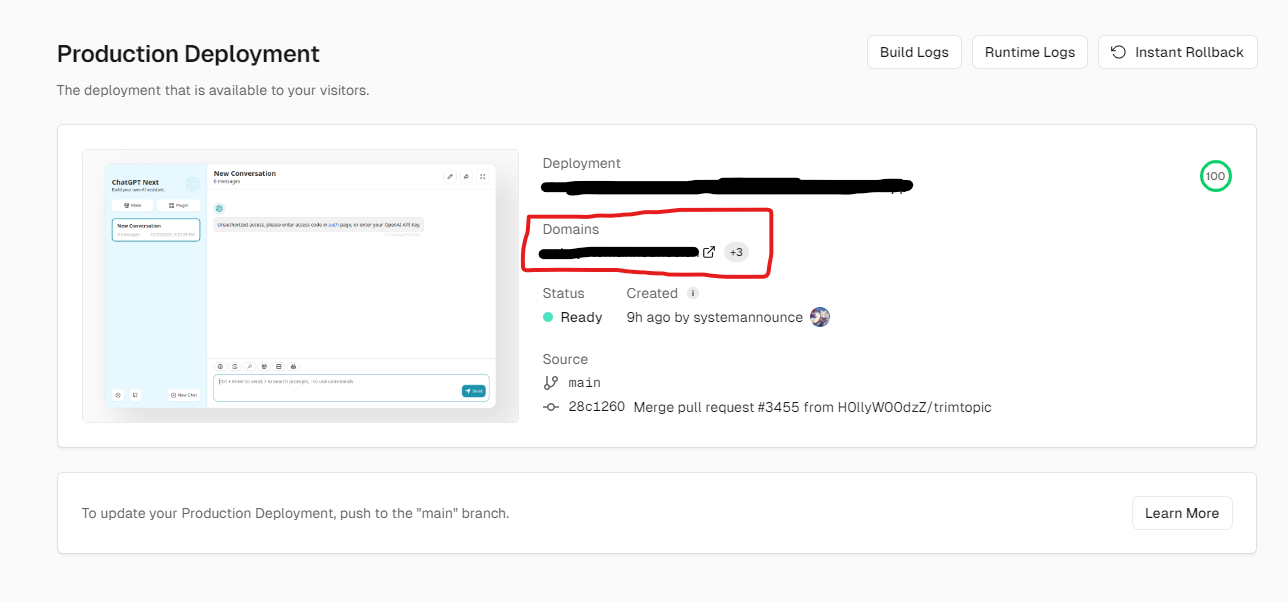 Production Deployment
Build Logs
Runtime Logs
Instant Rollback
The deployment that is available to your visitors.
ChatGPT Next
Build your own AI assistant.
Mask
Plugin
New Conversation
0 messages
New Conversation
0 messages
Unauthorized access, please enter access code in auth page, or enter your OpenAI API Key.
New Chat
Ctrl + Enter to send, / to search prompts, : to use commands
Send
Deployment
100
Domains
+3
Status
Created
Ready
9h ago by systemannounce
Source
main
28c1260 Merge pull request #3455 from H0llyW00dzZ/trimtopic
To update your Production Deployment, push to the "main" branch.
Learn More